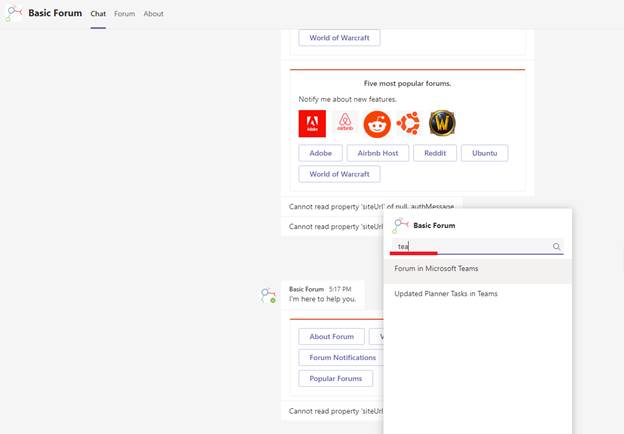 Basic Forum Chat Forum About
World of Warcraft
Five most popular forums.
Notify me about new features.
Adobe
airbnb
W
Adobe Airbnb Host Reddit Ubuntu
World of Warcraft
Cannot read property 'siteUrl' of null, authMessage
Cannot read property 'siteUrl'
Basic Forum 5:17 PM
I'm here to help you.
About Forum
Forum Notifications
Popular Forums
Cannot read property 'siteUrl'
Basic Forum
tea
Forum in Microsoft Teams
Updated Planner Tasks in Teams